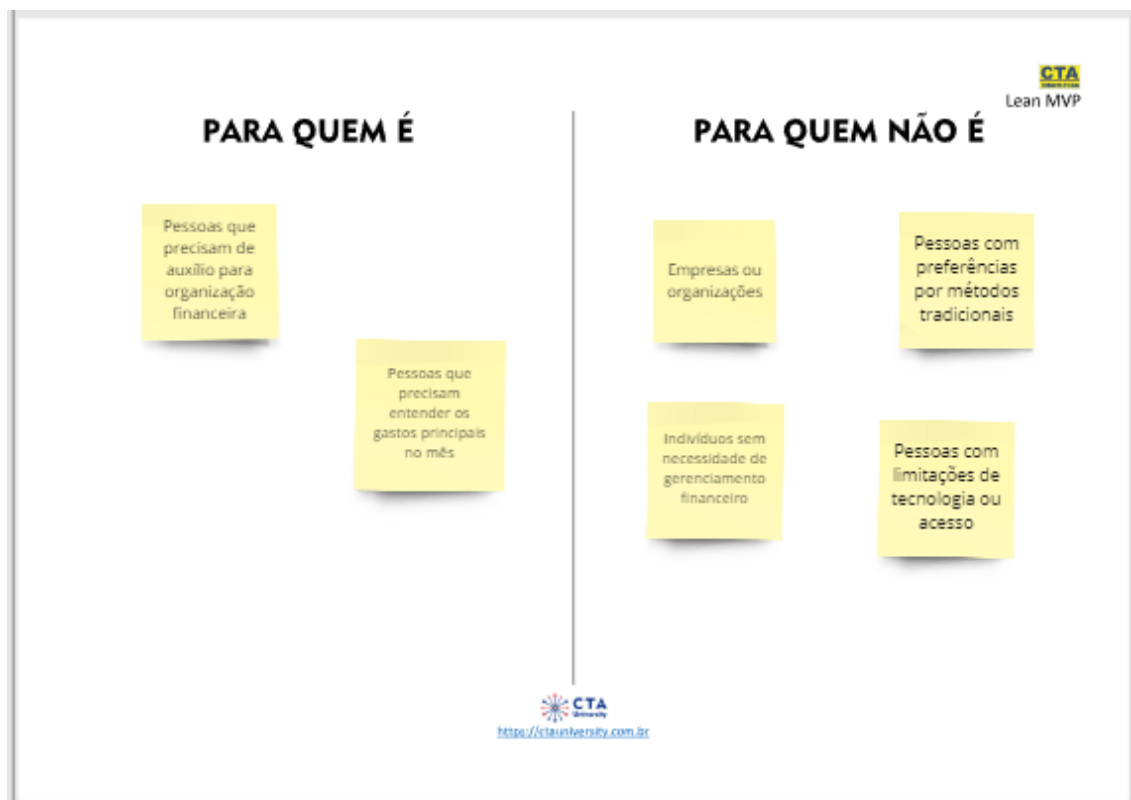 CTA
Lean MVP
PARA QUEM É
Pessoas que
precisam de
auxílio para
organização
financeira
Pessoas que
precisam
entender os
gastos principais
no mês
PARA QUEM NÃO É
Empresas ou
organizações
Pessoas com
preferências
por métodos
tradicionais
Indivíduos sem
necessidade de
gerenciamento
financeiro
Pessoas com
limitações de
tecnologia ou
acesso
CTA
University
https://ctauniversity.com.br